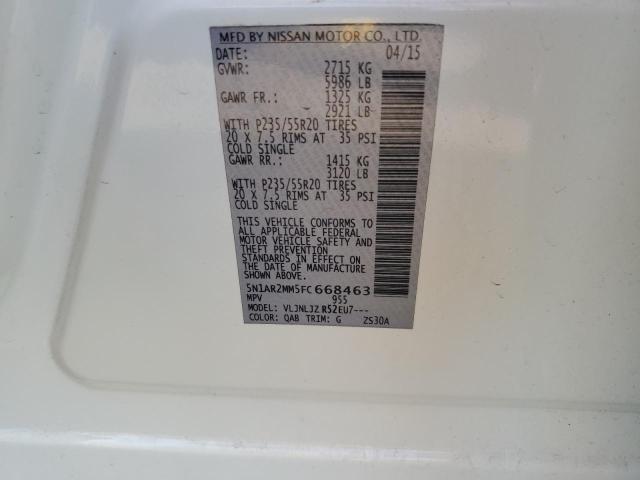 MFD BY NISSAN MOTOR CO., LTD.
DATE: 04/15
GVWR: 2715 KG
5986 LB
GAWR FR.: 1325 KG
2921 LB
WITH P235/55R20 TIRES
20 X 7.5 RIMS AT 35 PSI
COLD SINGLE
GAWR RR.: 1415 KG
3120 LB
WITH P235/55R20 TIRES
20 X 7.5 RIMS AT 35 PSI
COLD SINGLE
THIS VEHICLE CONFORMS TO
ALL APPLICABLE FEDERAL
MOTOR VEHICLE SAFETY AND
THEFT PREVENTION
STANDARDS IN EFFECT ON
THE DATE OF MANUFACTURE
SHOWN ABOVE.
5N1AR2MM5FC668463
MPV 955
MODEL: VLJNLJZ R52EU7---
COLOR: QAB TRIM: G ZS30A